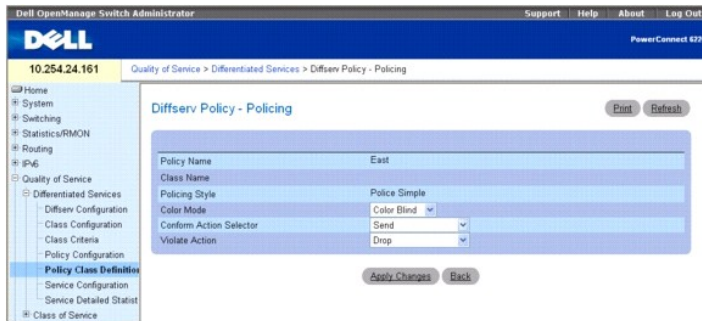 Dell OpenManage Switch Administrator
Support Help About Log Out
DELL
PowerConnect 622
10.254.24.161
Quality of Service > Differentiated Services > Diffserv Policy - Policing
Home
System
Switching
Statistics/RMON
Routing
IPv6
Quality of Service
Differentiated Services
Diffserv Configuration
Class Configuration
Class Criteria
Policy Configuration
Policy Class Definition
Service Configuration
Service Detailed Statist
Class of Service
Diffserv Policy - Policing
Print Refresh
Policy Name East
Class Name
Policing Style Police Simple
Color Mode Color Blind
Conform Action Selector Send
Violate Action Drop
Apply Changes Back